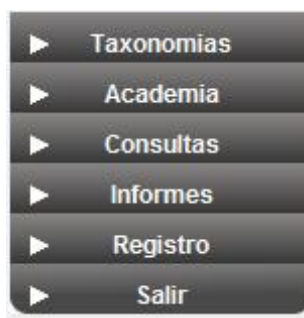 Taxonomias
Academia
Consultas
Informes
Registro
Salir